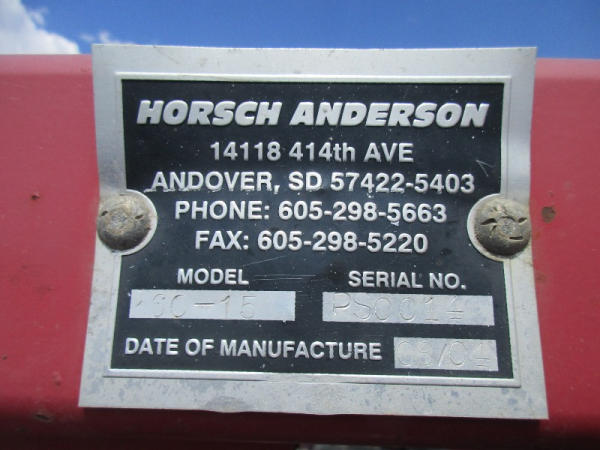 HORSCH ANDERSON
14118 414th AVE
ANDOVER, SD 57422-5403
PHONE: 605-298-5663
FAX: 605-298-5220
MODEL SERIAL NO.
PS0014
DATE OF MANUFACTURE